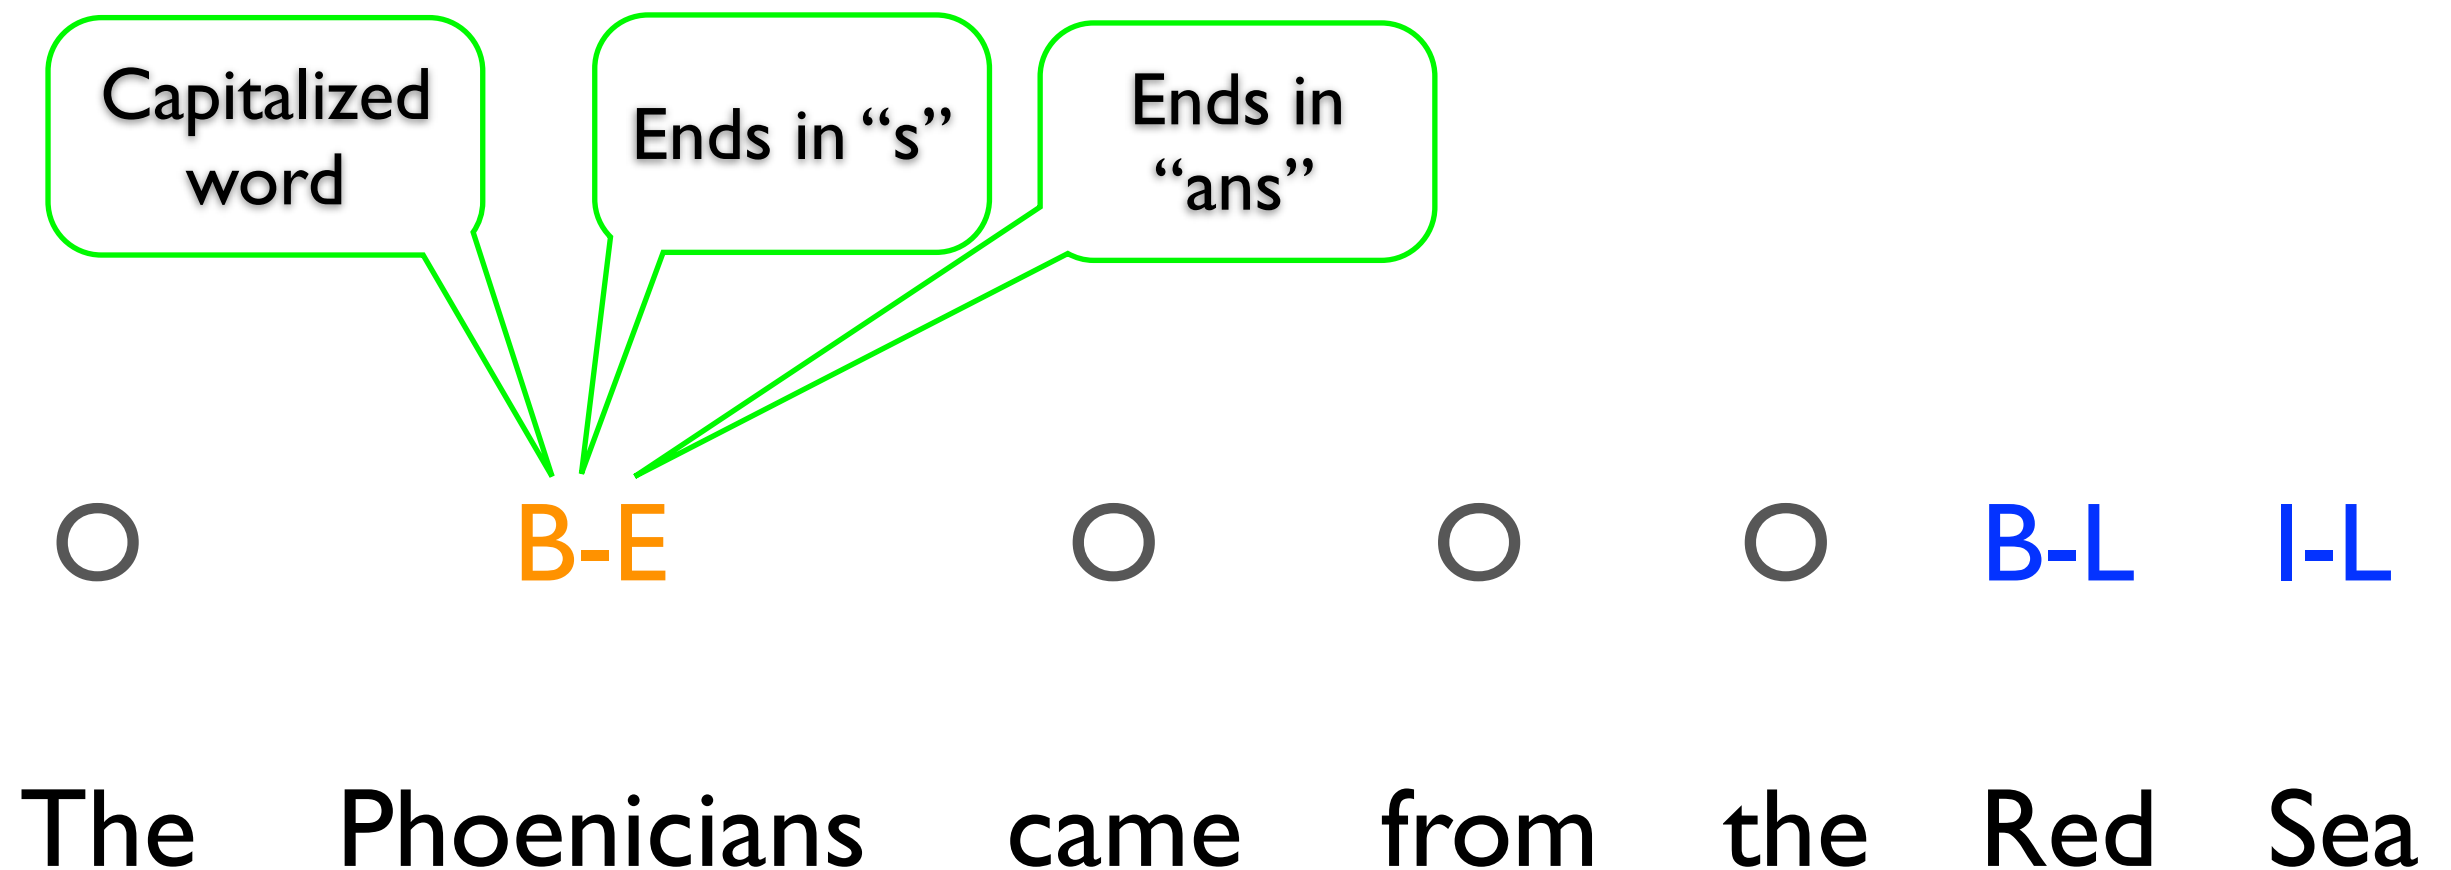 Capitalized
word
Ends in “s”
Ends in
“ans”
O B-E O O O B-L I-L
The Phoenicians came from the Red Sea